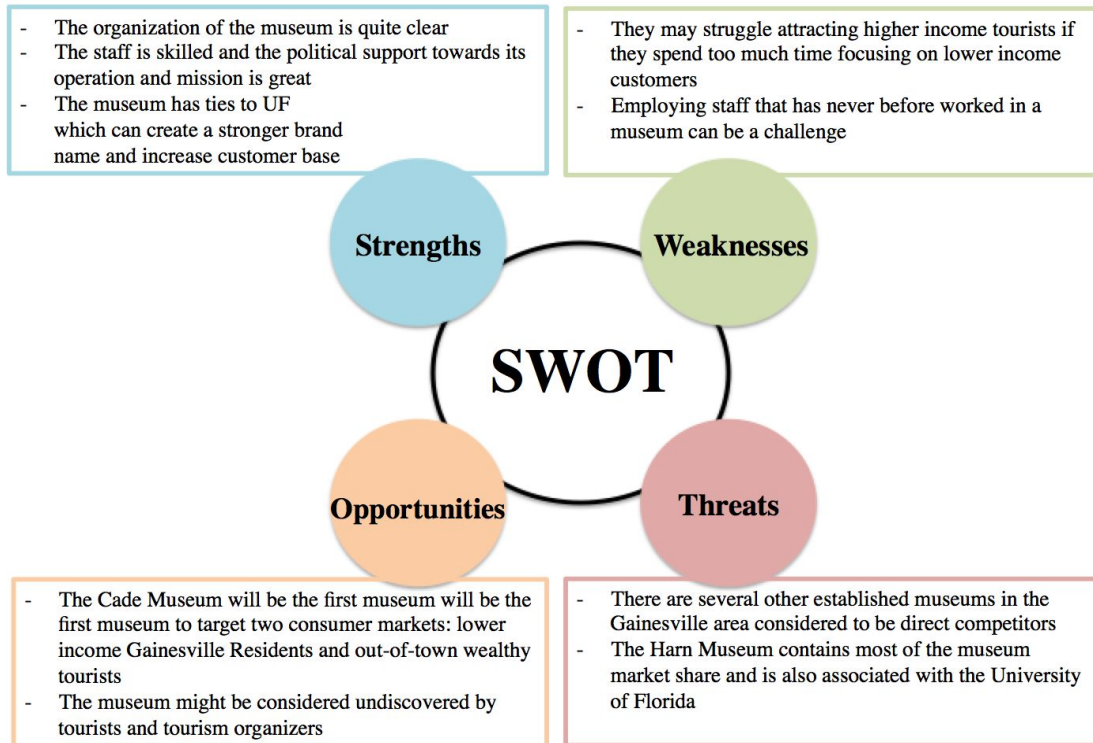 - The organization of the museum is quite clear
- The staff is skilled and the political support towards its
operation and mission is great
- The museum has ties to UF
which can create a stronger brand
name and increase customer base
- They may struggle attracting higher income tourists if
they spend too much time focusing on lower income
customers
- Employing staff that has never before worked in a
museum can be a challenge
Strengths
Weaknesses
SWOT
Opportunities
Threats
- The Cade Museum will be the first museum will be the
first museum to target two consumer markets: lower
income Gainesville Residents and out-of-town wealthy
tourists
- The museum might be considered undiscovered by
tourists and tourism organizers
- There are several other established museums in the
Gainesville area considered to be direct competitors
- The Harn Museum contains most of the museum
market share and is also associated with the University
of Florida